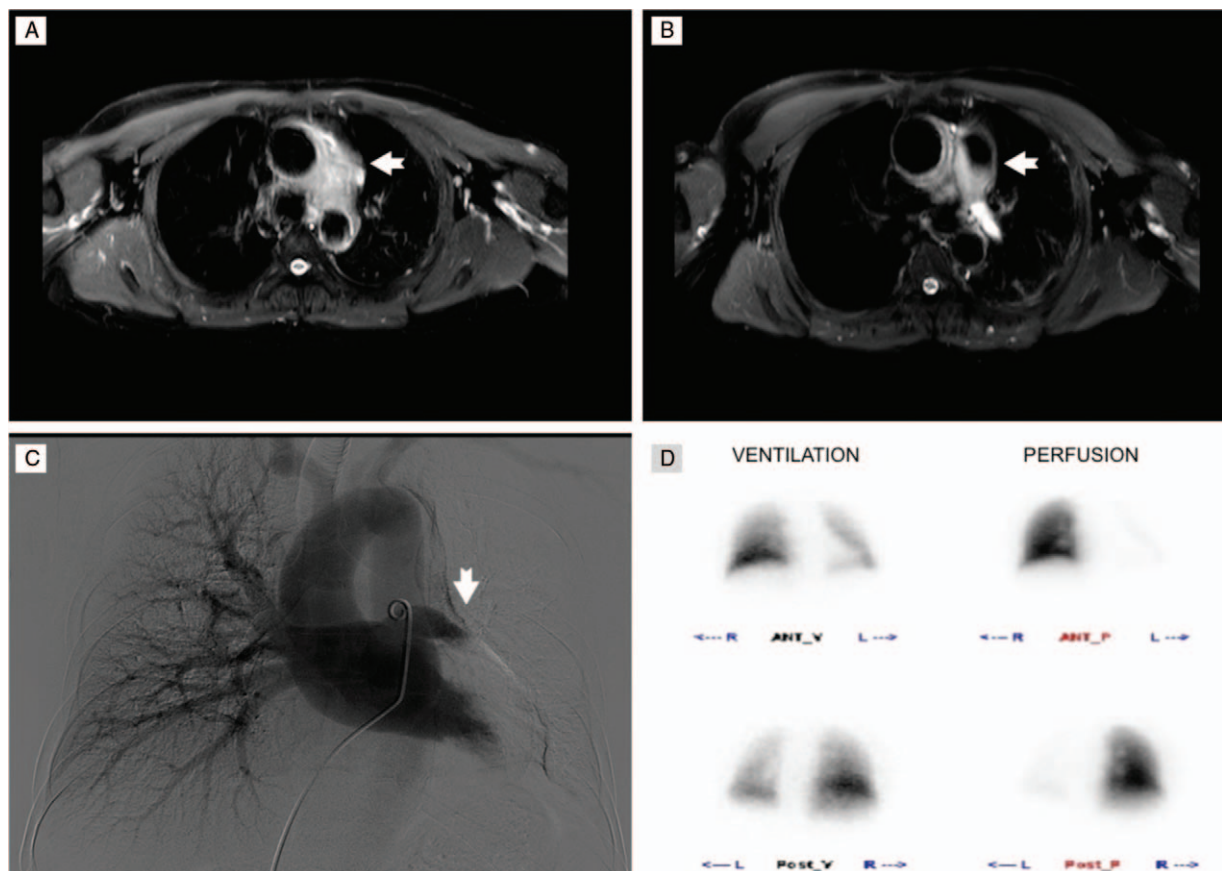 A
B
C
D
VENTILATION PERFUSION
<--- R ANT_V L --->
<--- R ANT_P L --->
<--- L Post_V R --->
<--- L Post_P R --->